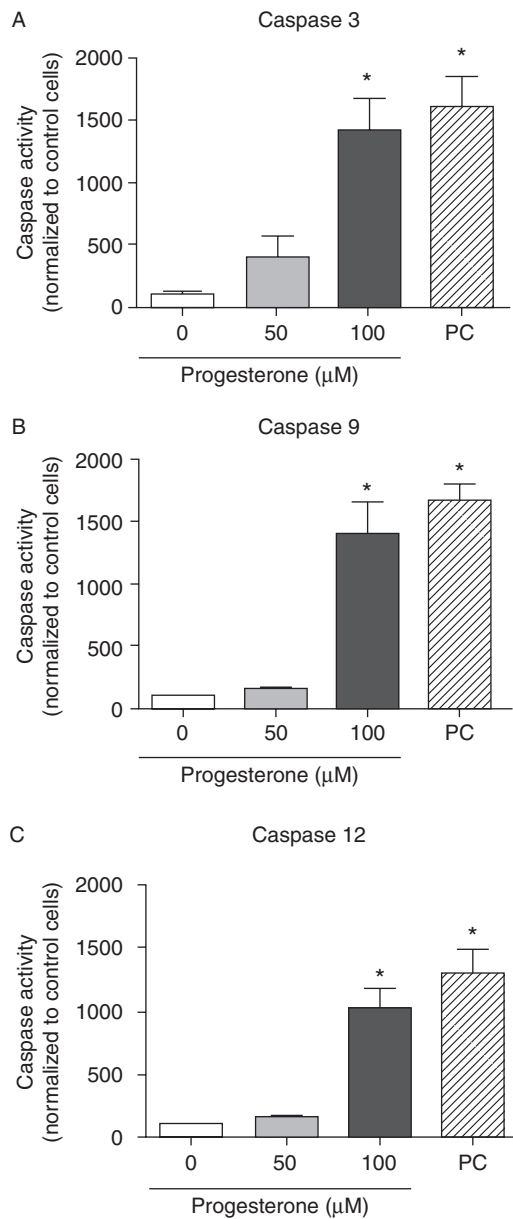 A
Caspase 3
Caspase activity
(normalized to control cells)
2000
1500
1000
500
0
*
*
0 50 100 PC
Progesterone (μM)
B
Caspase 9
Caspase activity
(normalized to control cells)
2000
1500
1000
500
0
*
*
0 50 100 PC
Progesterone (μM)
C
Caspase 12
Caspase activity
(normalized to control cells)
2000
1500
1000
500
0
*
*
0 50 100 PC
Progesterone (μM)